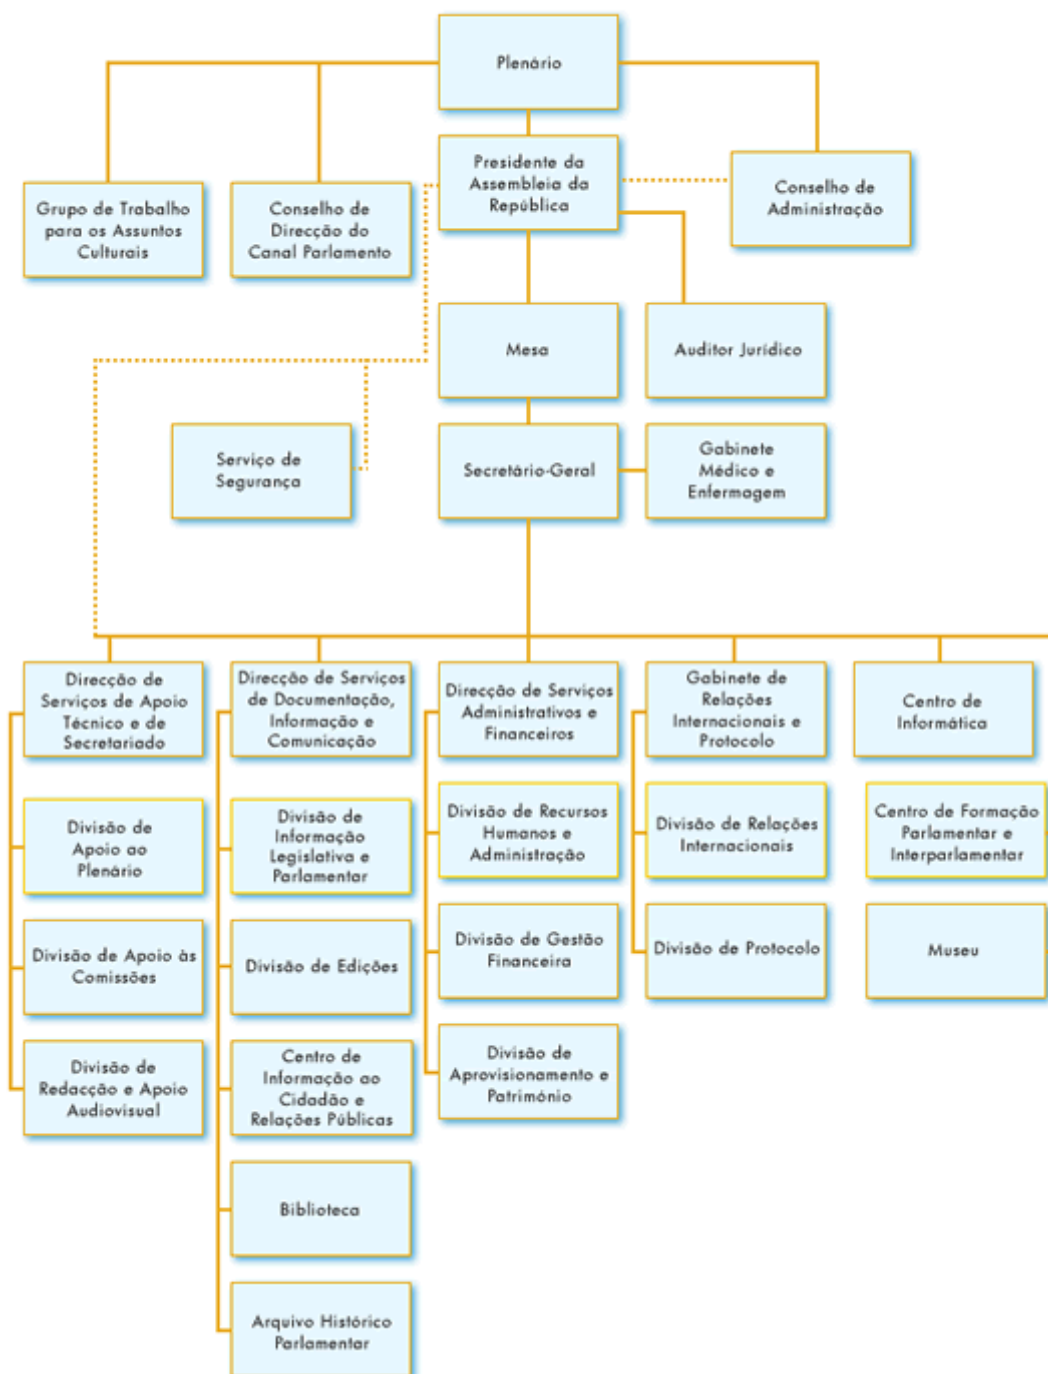 Plenário
Presidente da
Assembleia da
República
Conselho de
Administração
Grupo de Trabalho
para os Assuntos
Culturais
Conselho de
Direcção do
Canal Parlamento
Mesa
Auditor Jurídico
Serviço de
Segurança
Secretário-Geral
Gabinete
Médico e
Enfermagem
Direcção de
Serviços de Apoio
Técnico e de
Secretariado
Direcção de Serviços
de Documentação,
Informação e
Comunicação
Direcção de Serviços
Administrativos e
Financeiros
Gabinete de
Relações
Internacionais e
Protocolo
Centro de
Informática
Divisão de
Apoio ao
Plenário
Divisão de
Informação
Legislativa e
Parlamentar
Divisão de Recursos
Humanos e
Administração
Divisão de Relações
Internacionais
Centro de Formação
Parlamentar e
Interparlamentar
Divisão de Apoio às
Comissões
Divisão de Edições
Divisão de Gestão
Financeira
Divisão de Protocolo
Museu
Divisão de
Redacção e Apoio
Audiovisual
Centro de
Informação ao
Cidadão e
Relações Públicas
Divisão de
Aprovisionamento e
Património
Biblioteca
Arquivo Histórico
Parlamentar